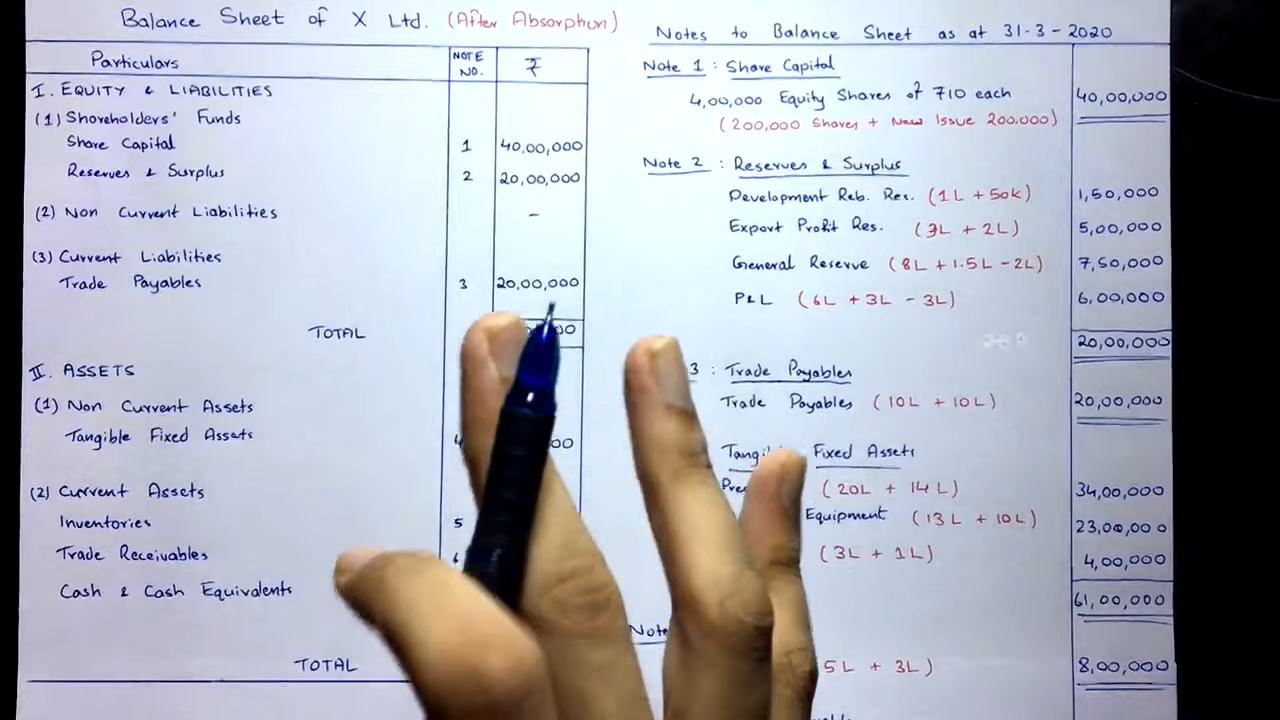 Balance Sheet of X Ltd. (After Absorption)
Particulars NOTE NO. ₹
I. EQUITY & LIABILITIES
(1) Shareholders' Funds
Share Capital 1 40,00,000
Reserves & Surplus 2 20,00,000
(2) Non Current Liabilities -
(3) Current Liabilities
Trade Payables 3 20,00,000
TOTAL
II. ASSETS
(1) Non Current Assets
Tangible Fixed Assets
(2) Current Assets
Inventories 5
Trade Receivables
Cash & Cash Equivalents
TOTAL
Notes to Balance Sheet as at 31-3-2020
Note 1 : Share Capital
4,00,000 Equity Shares of ₹10 each 40,00,000
(200,000 Shares + New Issue 200.000)
Note 2 : Reserves & Surplus
Development Reb. Res. (1L + 50k) 1,50,000
Export Profit Res. (3L + 2L) 5,00,000
General Reserve (8L + 1.5L - 2L) 7,50,000
P&L (6L + 3L - 3L) 6,00,000
20,00,000
3 : Trade Payables
Trade Payables (10L + 10L) 20,00,000
Fixed Assets
(20L + 14L) 34,00,000
Equipment (13L + 10L) 23,00,000
(3L + 1L) 4,00,000
61,00,000
Note
5L + 3L) 8,00,000